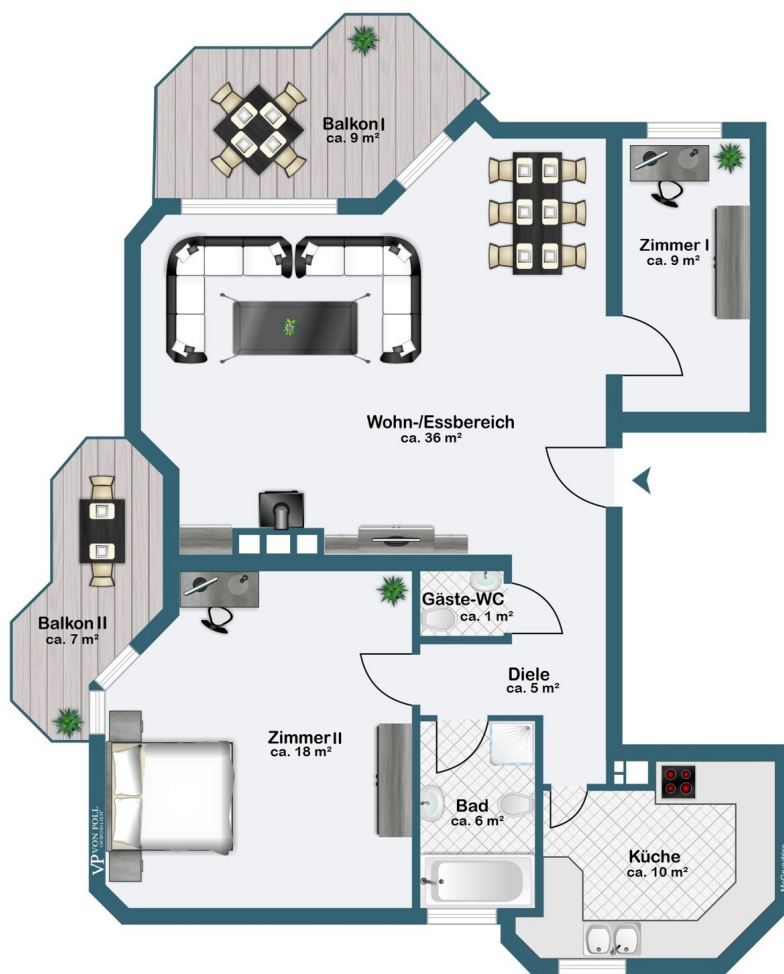 Balkon I
ca. 9 m²
Zimmer I
ca. 9 m²
Wohn-/Essbereich
ca. 36 m²
Balkon II
ca. 7 m²
Gäste-WC
ca. 1 m²
Diele
ca. 5 m²
Zimmer II
ca. 18 m²
Bad
ca. 6 m²
Küche
ca. 10 m²
VP VON POLL
IMMOBILIEN